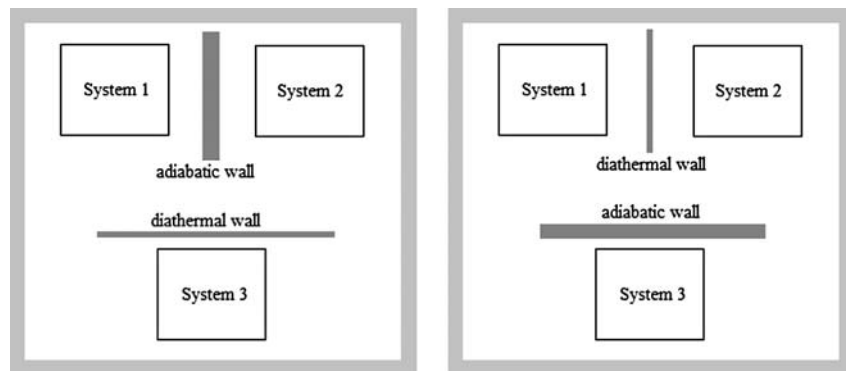 System 1
System 2
adiabatic wall
diathermal wall
System 3
System 1
System 2
diathermal wall
adiabatic wall
System 3